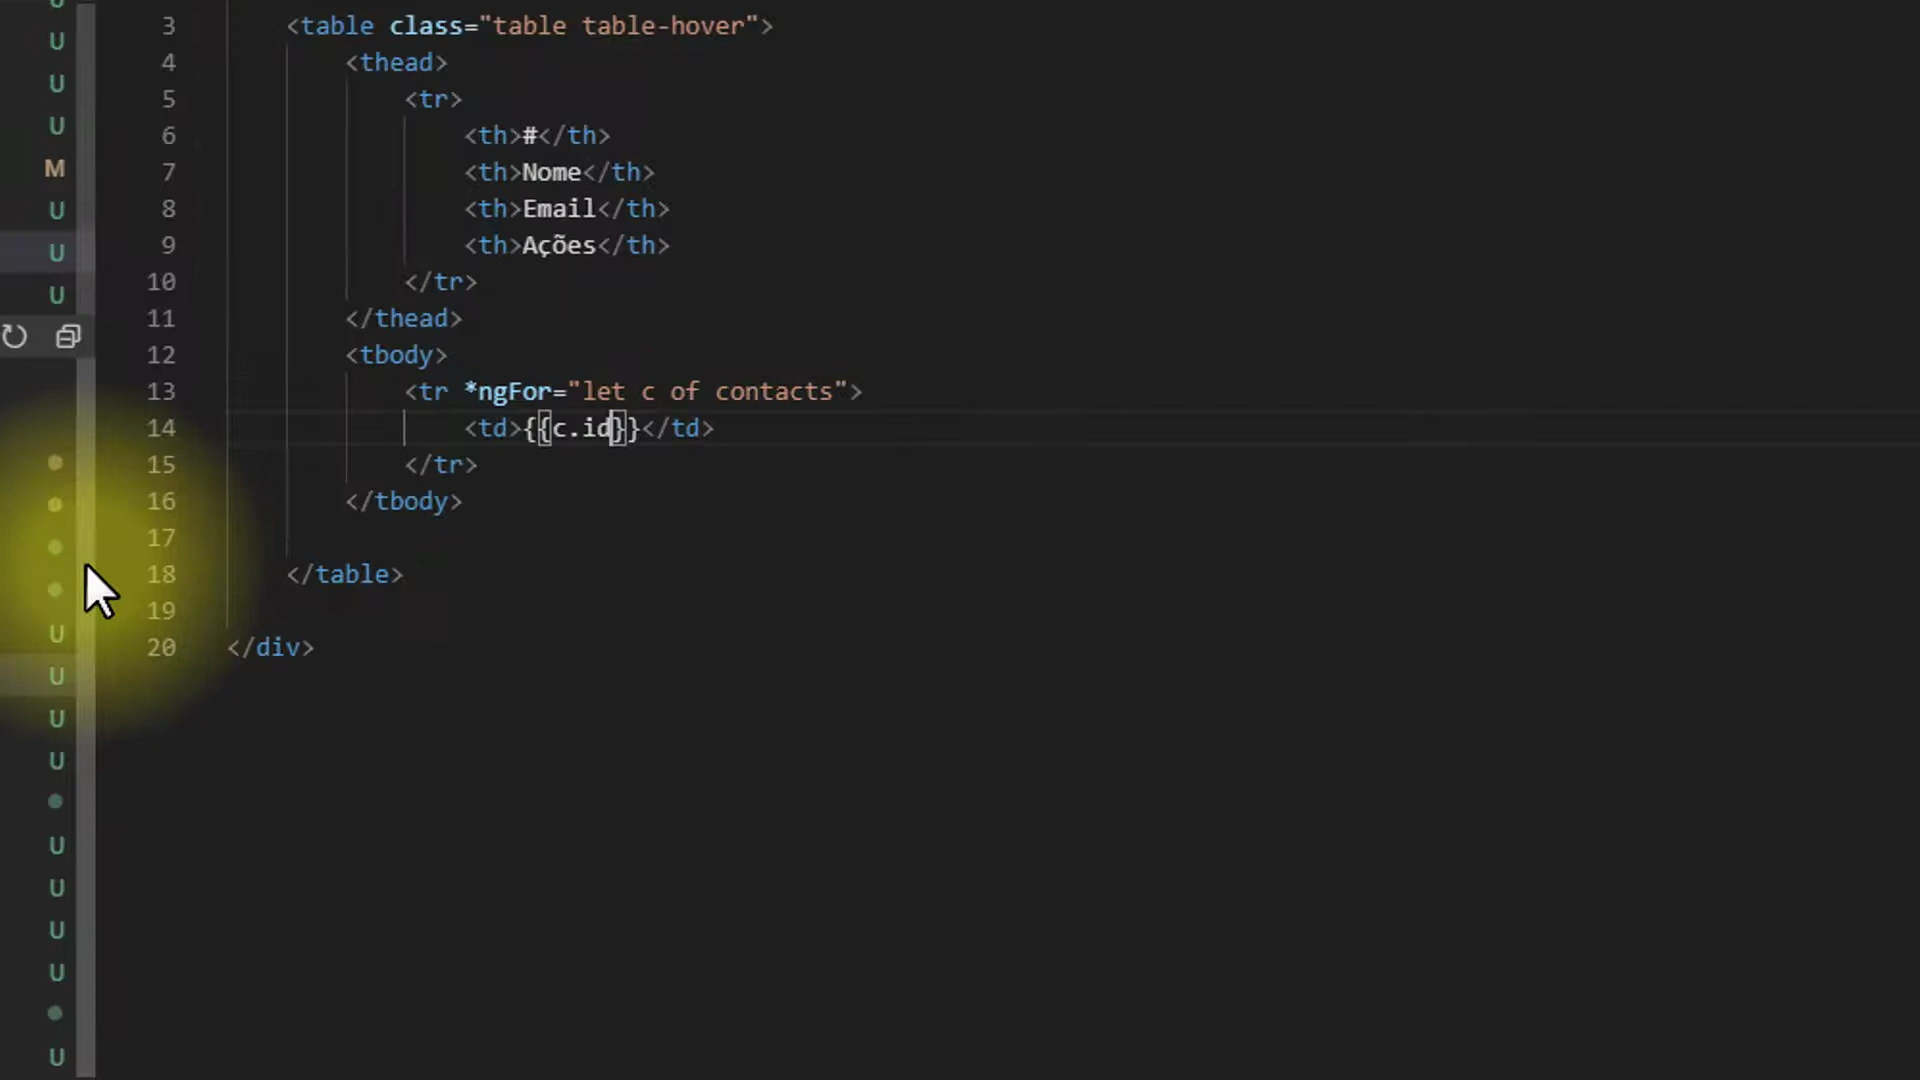 U
U
U
U
M
U
U
U
U
U
U
U
U
U
U
U
U
3 <table class="table table-hover">
4 <thead>
5 <tr>
6 <th>#</th>
7 <th>Nome</th>
8 <th>Email</th>
9 <th>Ações</th>
10 </tr>
11 </thead>
12 <tbody>
13 <tr *ngFor="let c of contacts">
14 <td>{{c.id}}</td>
15 </tr>
16 </tbody>
17
18 </table>
19
20 </div>